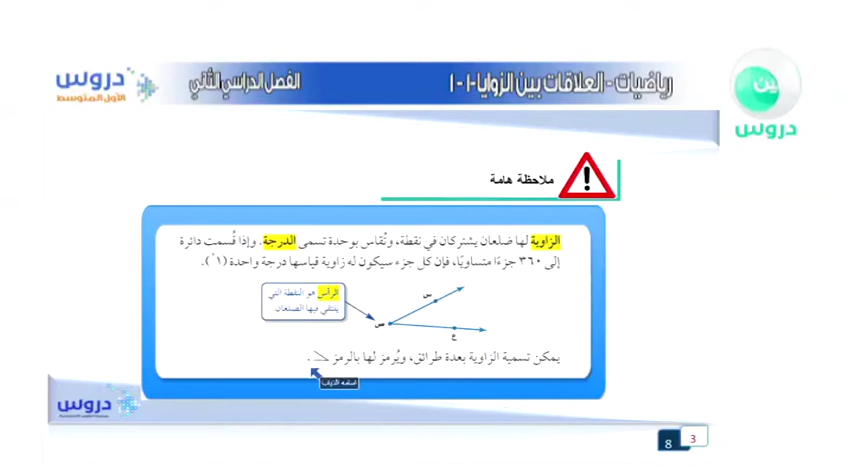 رياضيات - العلاقات بين الزوايا ١ - ١
الفصل الدراسي الثاني
دروس
الأول المتوسط
عين
دروس
ملاحظة هامة
الزاوية لها ضلعان يشتركان في نقطة، وتُقاس بوحدة تسمى الدرجة. وإذا قُسمت دائرة
إلى ٣٦٠ جزءًا متساويًا، فإن كل جزء سيكون له زاوية قياسها درجة واحدة (١°).
الرأس هو النقطة التي
يلتقي فيها الضلعان.
س
ص
ع
يمكن تسمية الزاوية بعدة طرائق، ويُرمز لها بالرمز ∠.
دروس
8
3